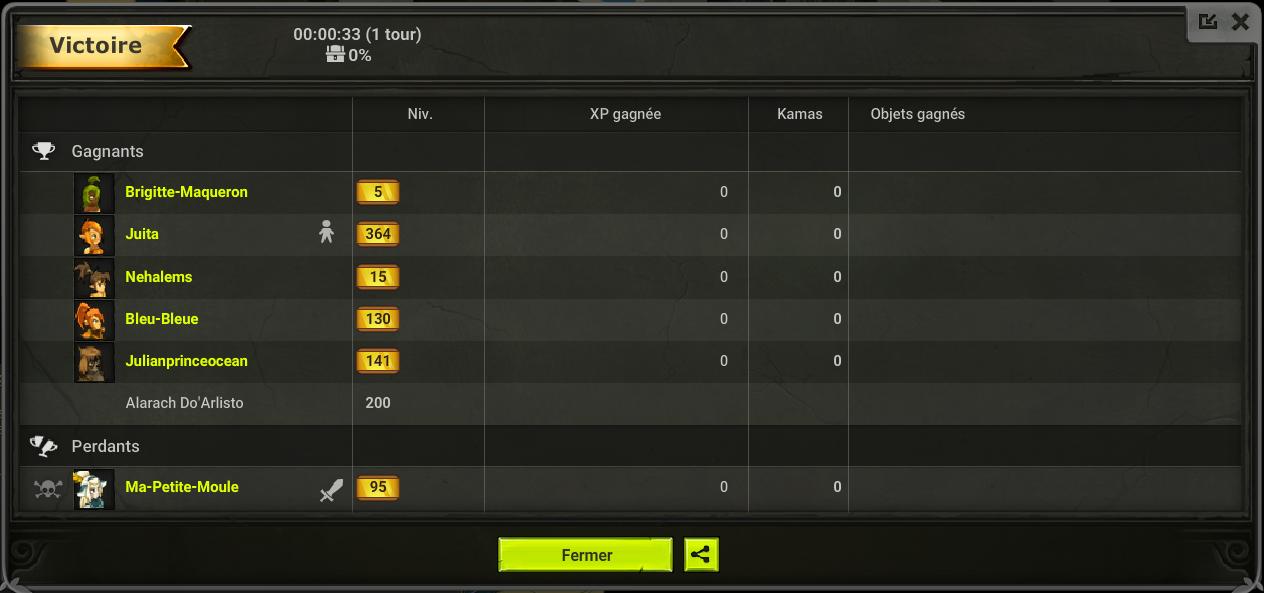 Victoire
00:00:33 (1 tour)
0%
Niv. XP gagnée Kamas Objets gagnés
Gagnants
Brigitte-Maqueron 5 0 0
Juita 364 0 0
Nehalems 15 0 0
Bleu-Bleue 130 0 0
Julianprinceocean 141 0 0
Alarach Do'Arlisto 200
Perdants
Ma-Petite-Moule 95 0 0
Fermer